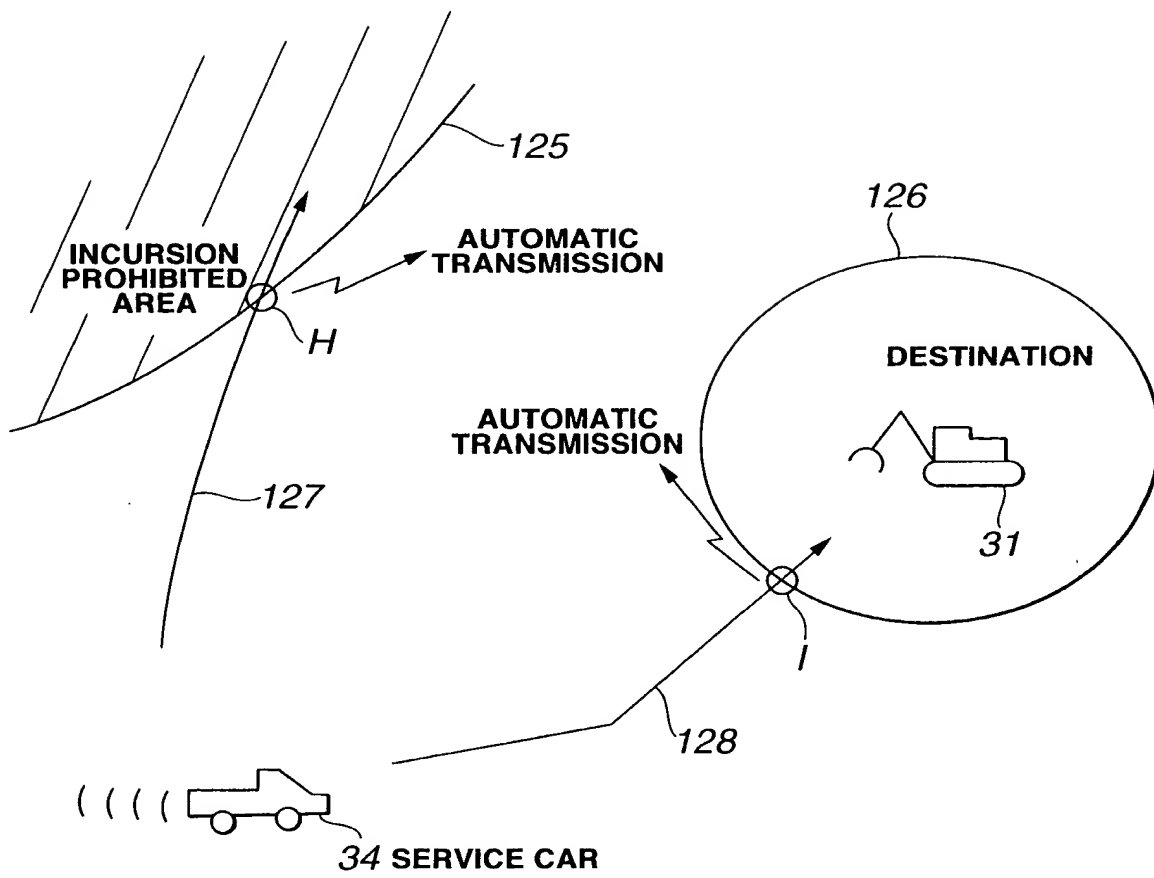 125
126
INCURSION
PROHIBITED
AREA
AUTOMATIC
TRANSMISSION
H
DESTINATION
AUTOMATIC
TRANSMISSION
127
31
I
128
34 SERVICE CAR